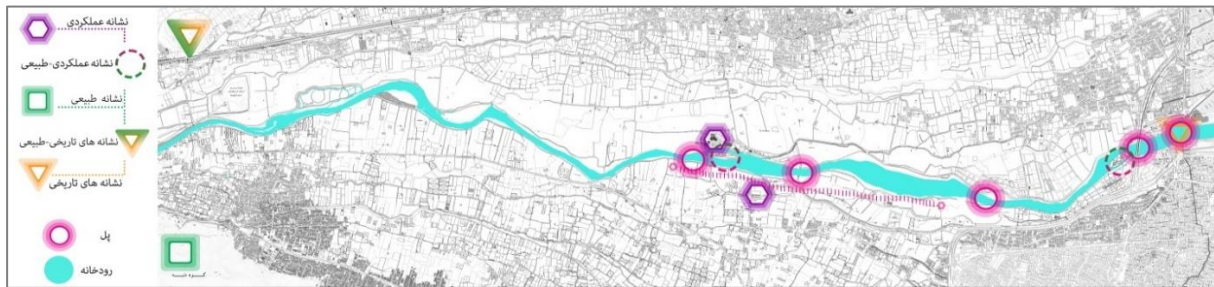 نشانه عملکردی
نشانه عملکردی-طبیعی
نشانه طبیعی
نشانه های تاریخی-طبیعی
نشانه های تاریخی
پل
رودخانه